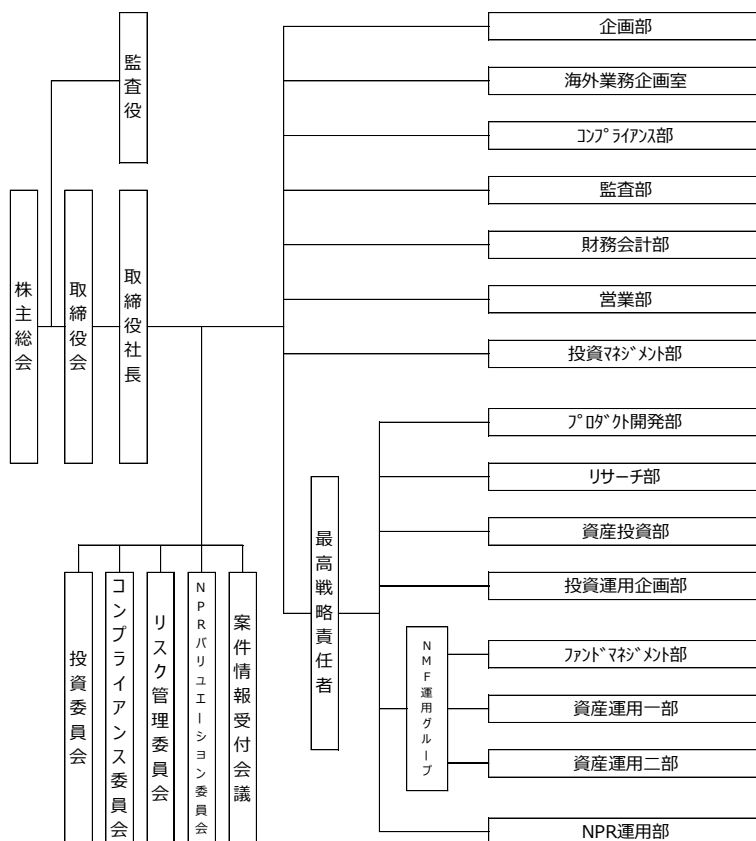 監査役
株主総会
取締役会
取締役社長
企画部
海外業務企画室
ｺﾝﾌﾟﾗｲｱﾝｽ部
監査部
財務会計部
営業部
投資ﾏﾈｼﾞﾒﾝﾄ部
最高戦略責任者
ﾌﾟﾛﾀﾞｸﾄ開発部
ﾘｻｰﾁ部
資産投資部
投資運用企画部
NMF運用グループ
ﾌｧﾝﾄﾞﾏﾈｼﾞﾒﾝﾄ部
資産運用一部
資産運用二部
NPR運用部
投資委員会
コンプライアンス委員会
リスク管理委員会
NPRバリュエーション委員会
案件情報受付会議